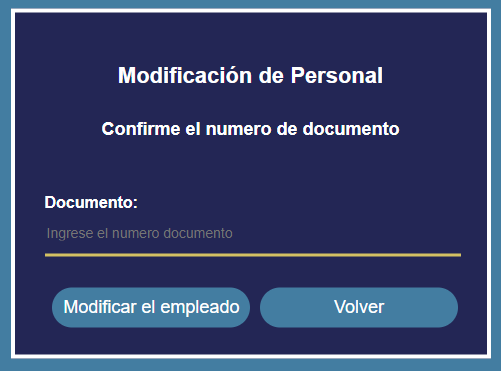 Modificación de Personal
Confirme el numero de documento
Documento:
Ingrese el numero documento
Modificar el empleado
Volver